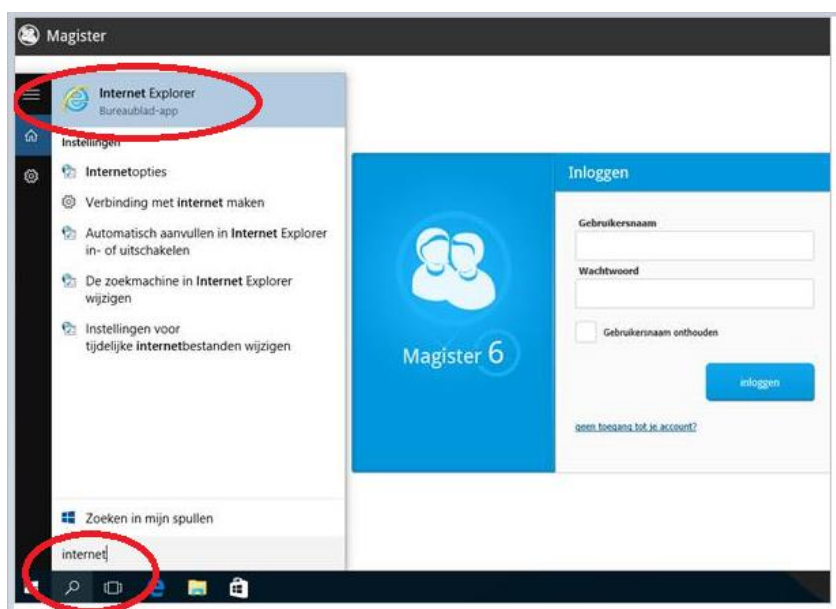 Magister
Internet Explorer
Bureaublad-app
Instellingen
Internetopties
Verbinding met internet maken
Automatisch aanvullen in Internet Explorer
in- of uitschakelen
De zoekmachine in Internet Explorer
wijzigen
Instellingen voor
tijdelijke internetbestanden wijzigen
Zoeken in mijn spullen
internet
Magister 6
Inloggen
Gebruikersnaam
Wachtwoord
Gebruikersnaam onthouden
inloggen
geen toegang tot je account?